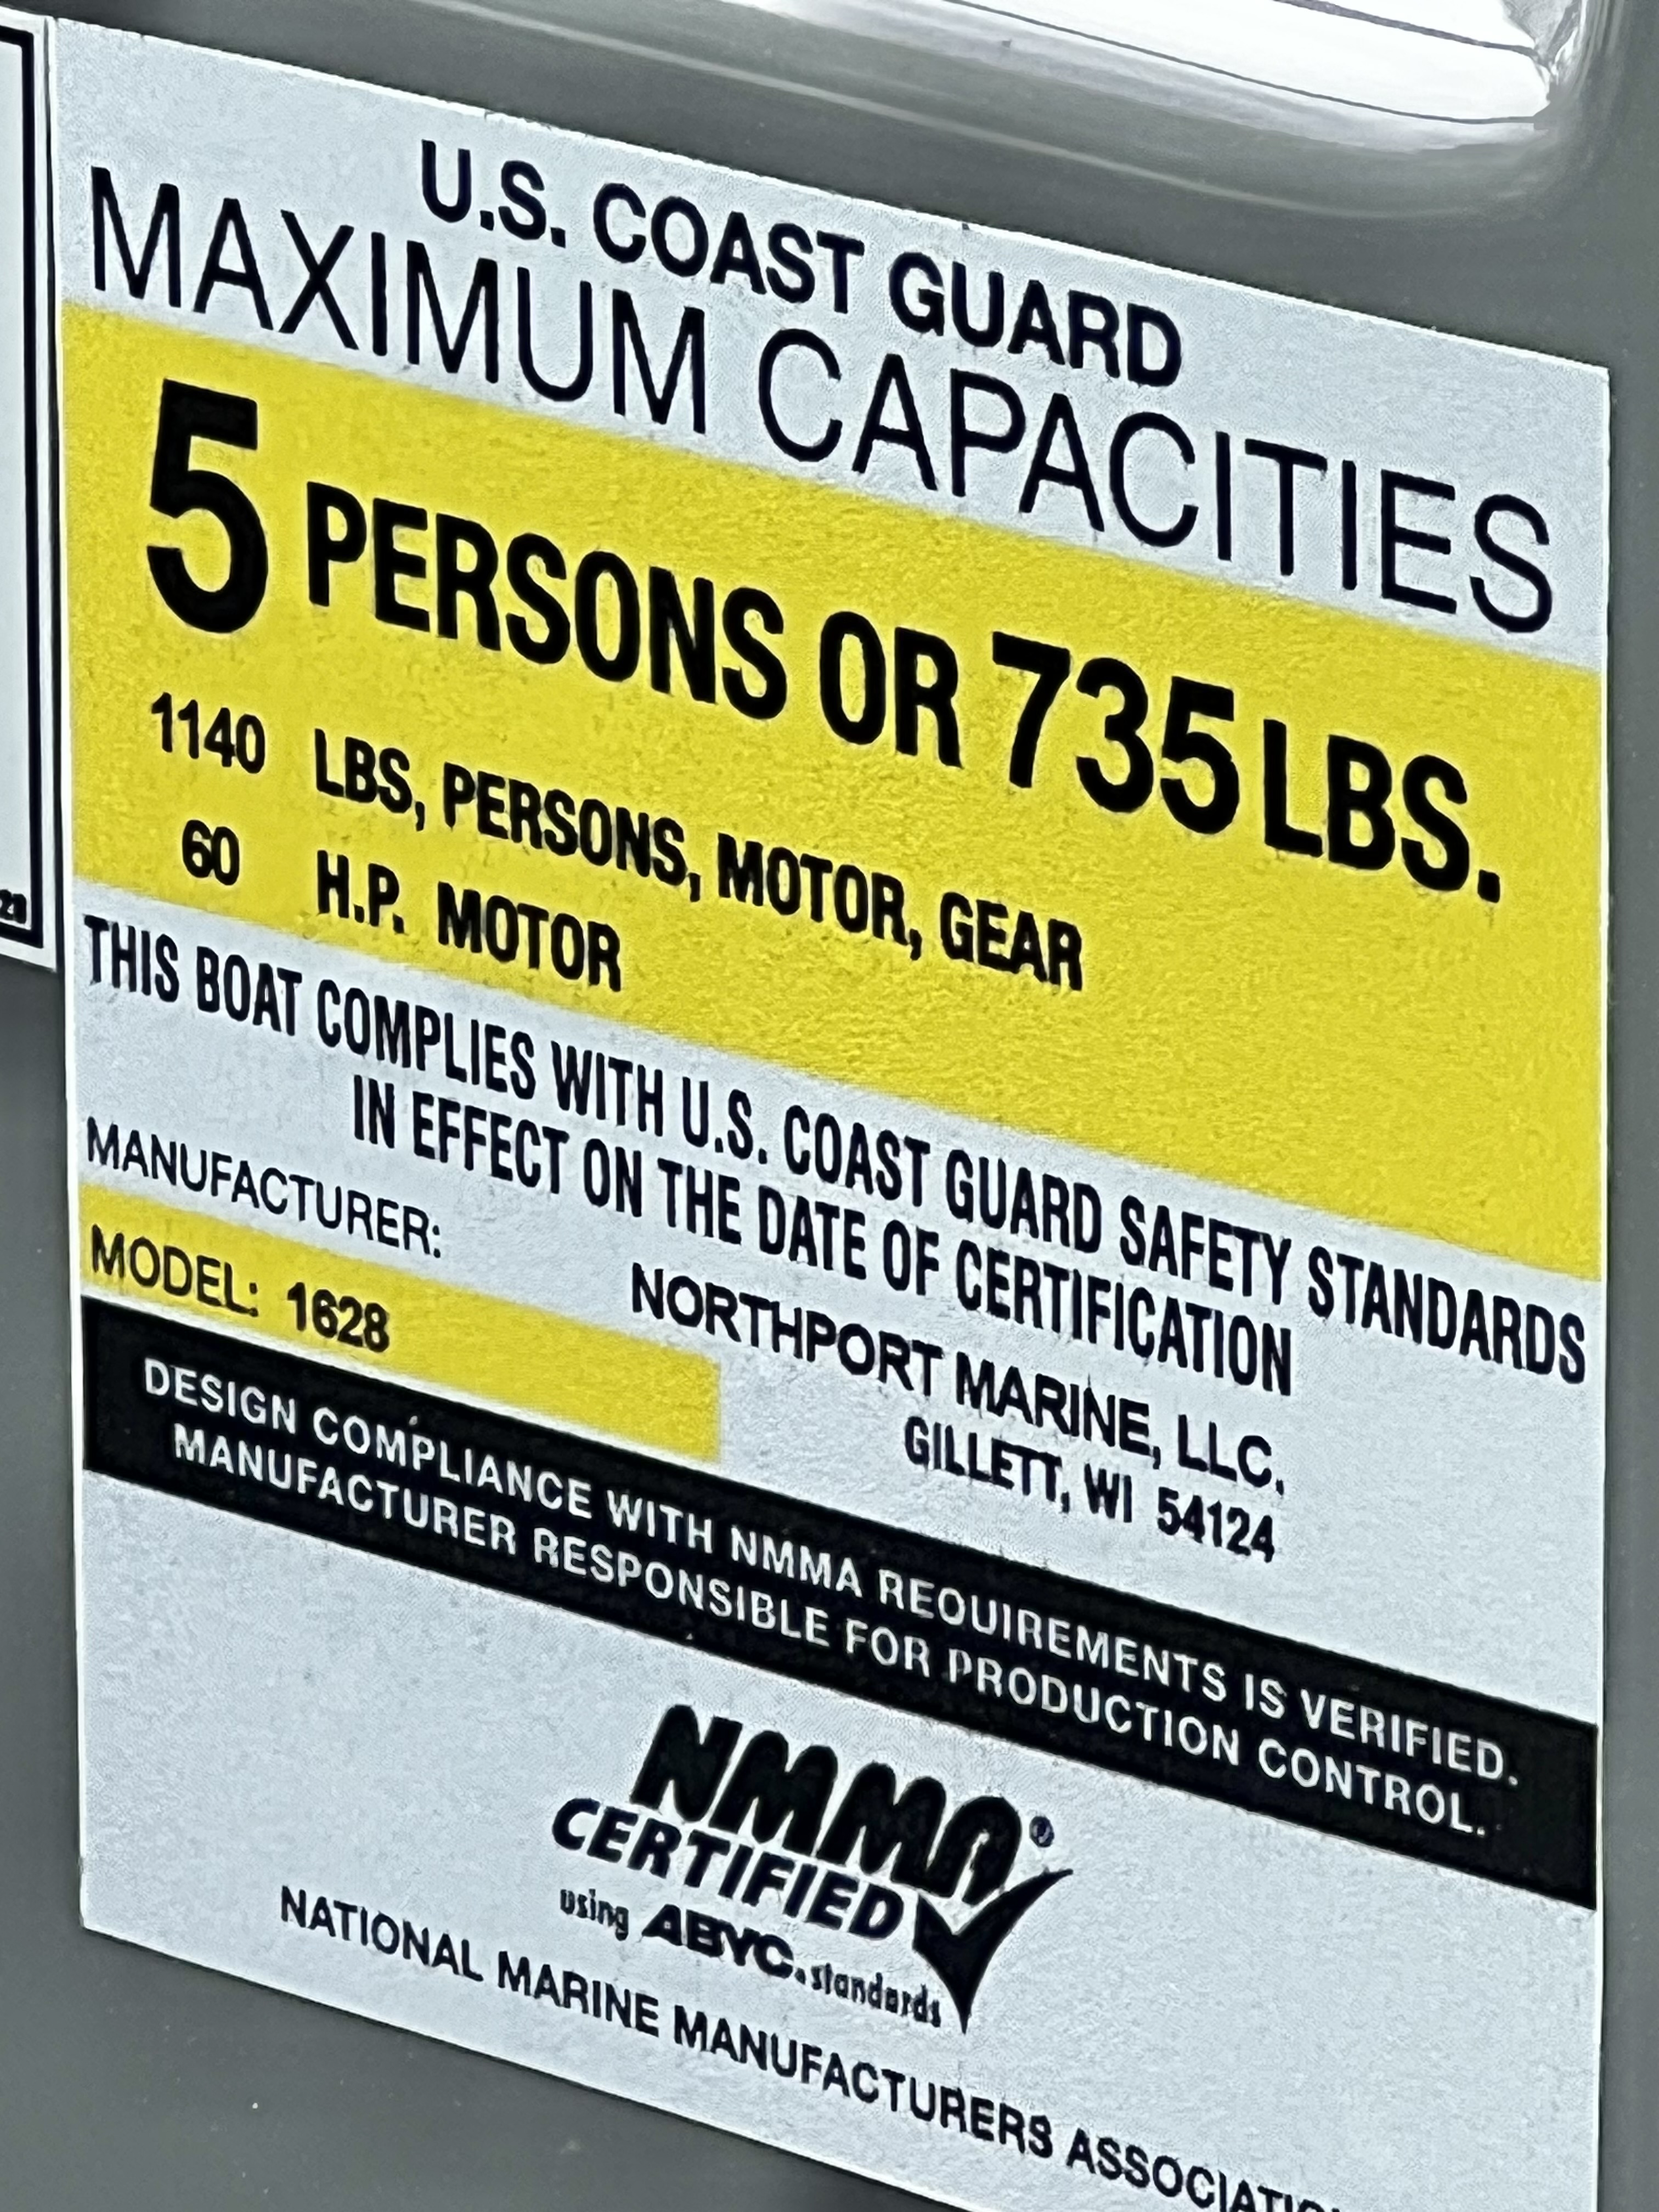 U.S. COAST GUARD
MAXIMUM CAPACITIES
5 PERSONS OR 735 LBS.
1140 LBS, PERSONS, MOTOR, GEAR
60 H.P. MOTOR
THIS BOAT COMPLIES WITH U.S. COAST GUARD SAFETY STANDARDS
IN EFFECT ON THE DATE OF CERTIFICATION
MANUFACTURER:
NORTHPORT MARINE, LLC.
GILLETT, WI 54124
MODEL: 1628
DESIGN COMPLIANCE WITH NMMA REQUIREMENTS IS VERIFIED.
MANUFACTURER RESPONSIBLE FOR PRODUCTION CONTROL.
NMMA®
CERTIFIED
using ABYC. standards
NATIONAL MARINE MANUFACTURERS